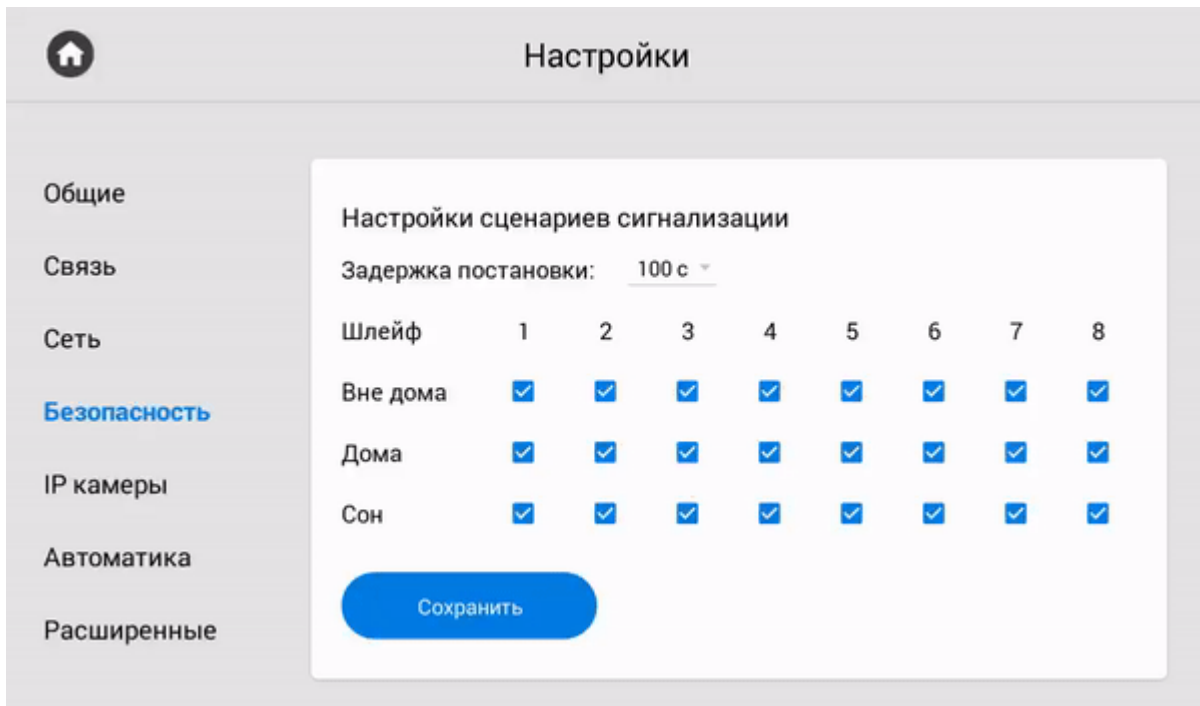 Настройки
Общие
Связь
Сеть
Безопасность
IP камеры
Автоматика
Расширенные
Настройки сценариев сигнализации
Задержка постановки: 100 с
Шлейф 1 2 3 4 5 6 7 8
Вне дома
Дома
Сон
Сохранить